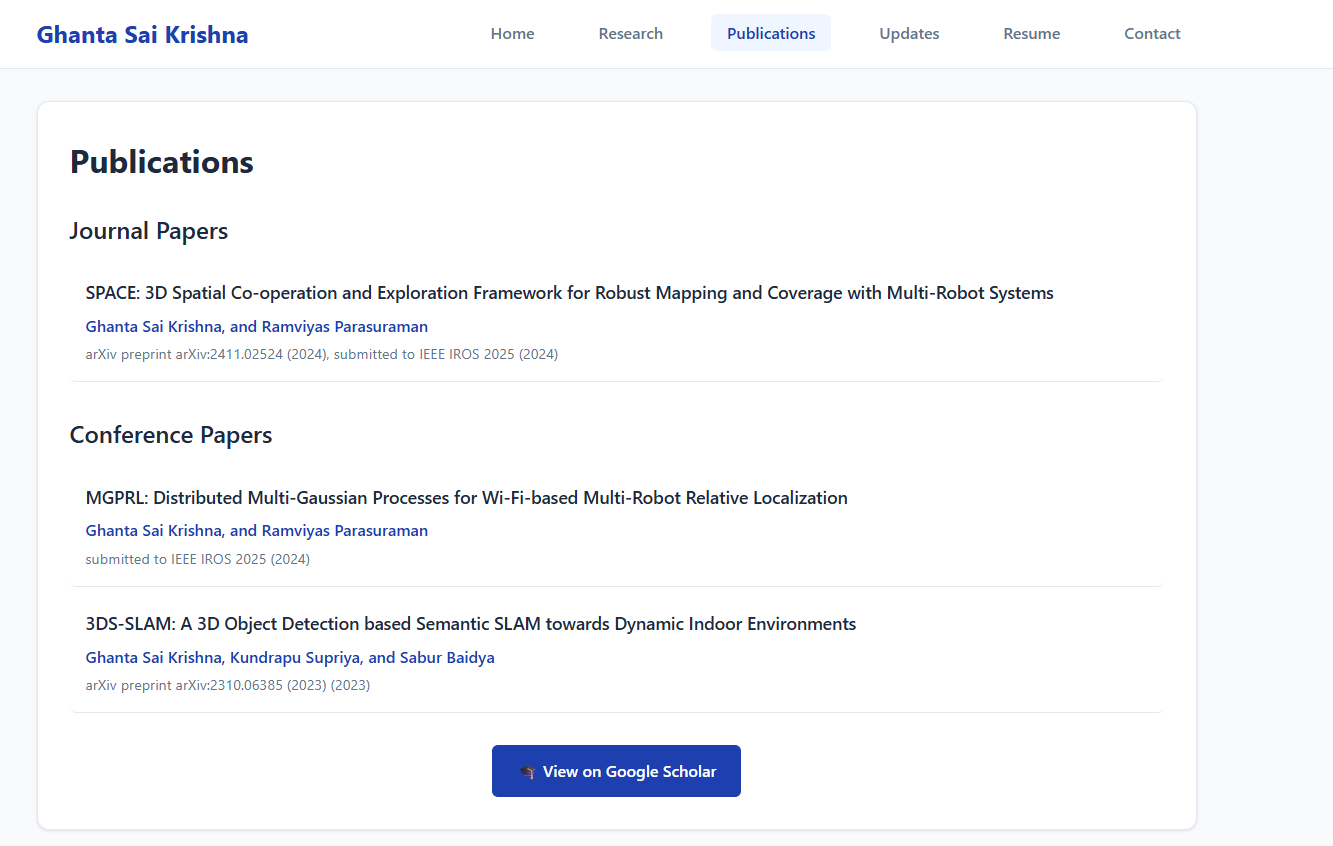 Ghanta Sai Krishna
Home Research Publications Updates Resume Contact
Publications
Journal Papers
SPACE: 3D Spatial Co-operation and Exploration Framework for Robust Mapping and Coverage with Multi-Robot Systems
Ghanta Sai Krishna, and Ramviyas Parasuraman
arXiv preprint arXiv:2411.02524 (2024), submitted to IEEE IROS 2025 (2024)
Conference Papers
MGPRL: Distributed Multi-Gaussian Processes for Wi-Fi-based Multi-Robot Relative Localization
Ghanta Sai Krishna, and Ramviyas Parasuraman
submitted to IEEE IROS 2025 (2024)
3DS-SLAM: A 3D Object Detection based Semantic SLAM towards Dynamic Indoor Environments
Ghanta Sai Krishna, Kundrapu Supriya, and Sabur Baidya
arXiv preprint arXiv:2310.06385 (2023) (2023)
View on Google Scholar